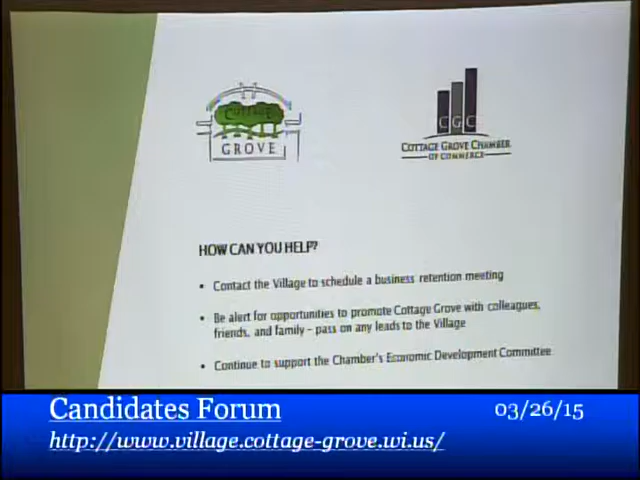 Cottage
GROVE
CGC
COTTAGE GROVE CHAMBER
OF COMMERCE
HOW CAN YOU HELP?
• Contact the Village to schedule a business retention meeting
• Be alert for opportunities to promote Cottage Grove with colleagues,
friends, and family – pass on any leads to the Village
• Continue to support the Chamber's Economic Development Committee
Candidates Forum 03/26/15
http://www.village.cottage-grove.wi.us/